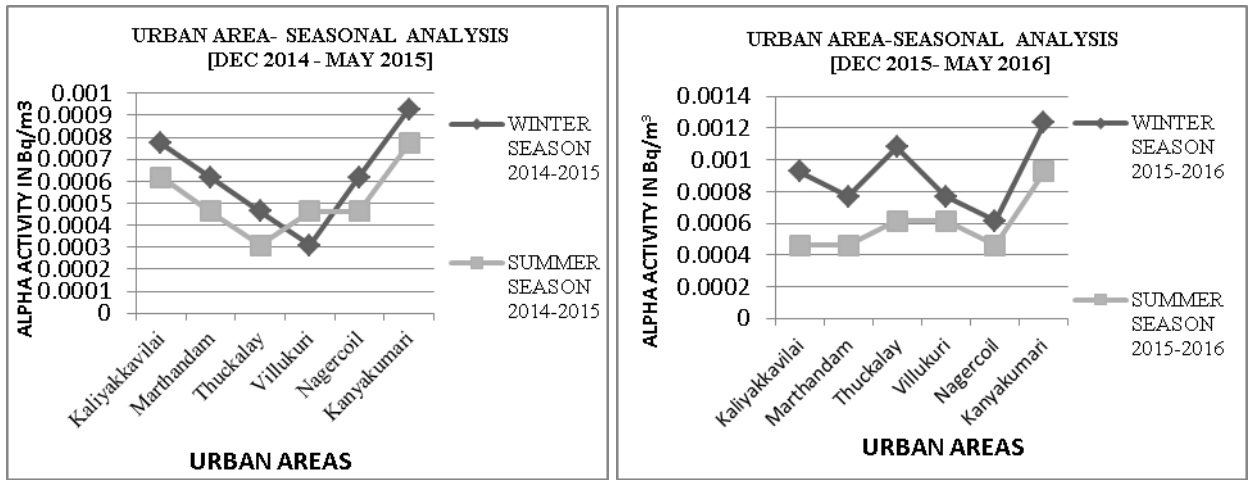 URBAN AREA- SEASONAL ANALYSIS
[DEC 2014 - MAY 2015]
ALPHA ACTIVITY IN Bq/m3
0.001
0.0009
0.0008
0.0007
0.0006
0.0005
0.0004
0.0003
0.0002
0.0001
0
Kaliyakkavilai
Marthandam
Thuckalay
Villukuri
Nagercoil
Kanyakumari
URBAN AREAS
WINTER
SEASON
2014-2015
SUMMER
SEASON
2014-2015
URBAN AREA-SEASONAL ANALYSIS
[DEC 2015- MAY 2016]
ALPHA ACTIVITY IN Bq/m³
0.0014
0.0012
0.001
0.0008
0.0006
0.0004
0.0002
0
Kaliyakkavilai
Marthandam
Thuckalay
Villukuri
Nagercoil
Kanyakumari
URBAN AREAS
WINTER
SEASON
2015-2016
SUMMER
SEASON
2015-2016